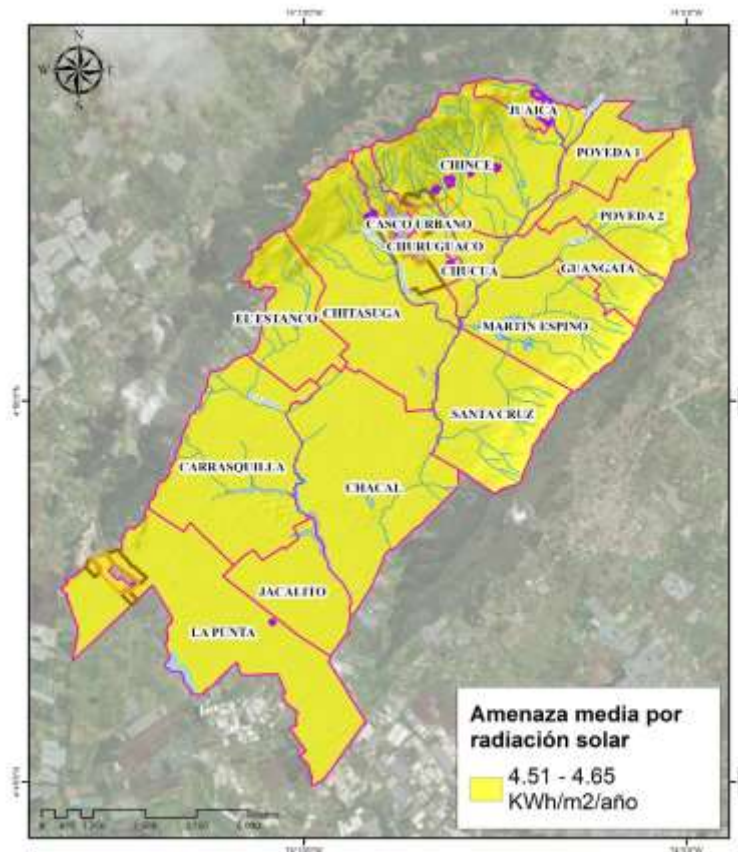 N
W
JUAICA
POVEDA 1
CHINCE
POVEDA 2
CASCO URBANO
CHURUGUACO
CHUCUA
GUANGATA
EL ESTANCO
CHITASUGA
MARTIN ESPINO
SANTA CRUZ
CARRASQUILLA
CHACAL
JACALITO
LA PUNTA
Amenaza media por
radiación solar
4.51 - 4.65
KWh/m2/año